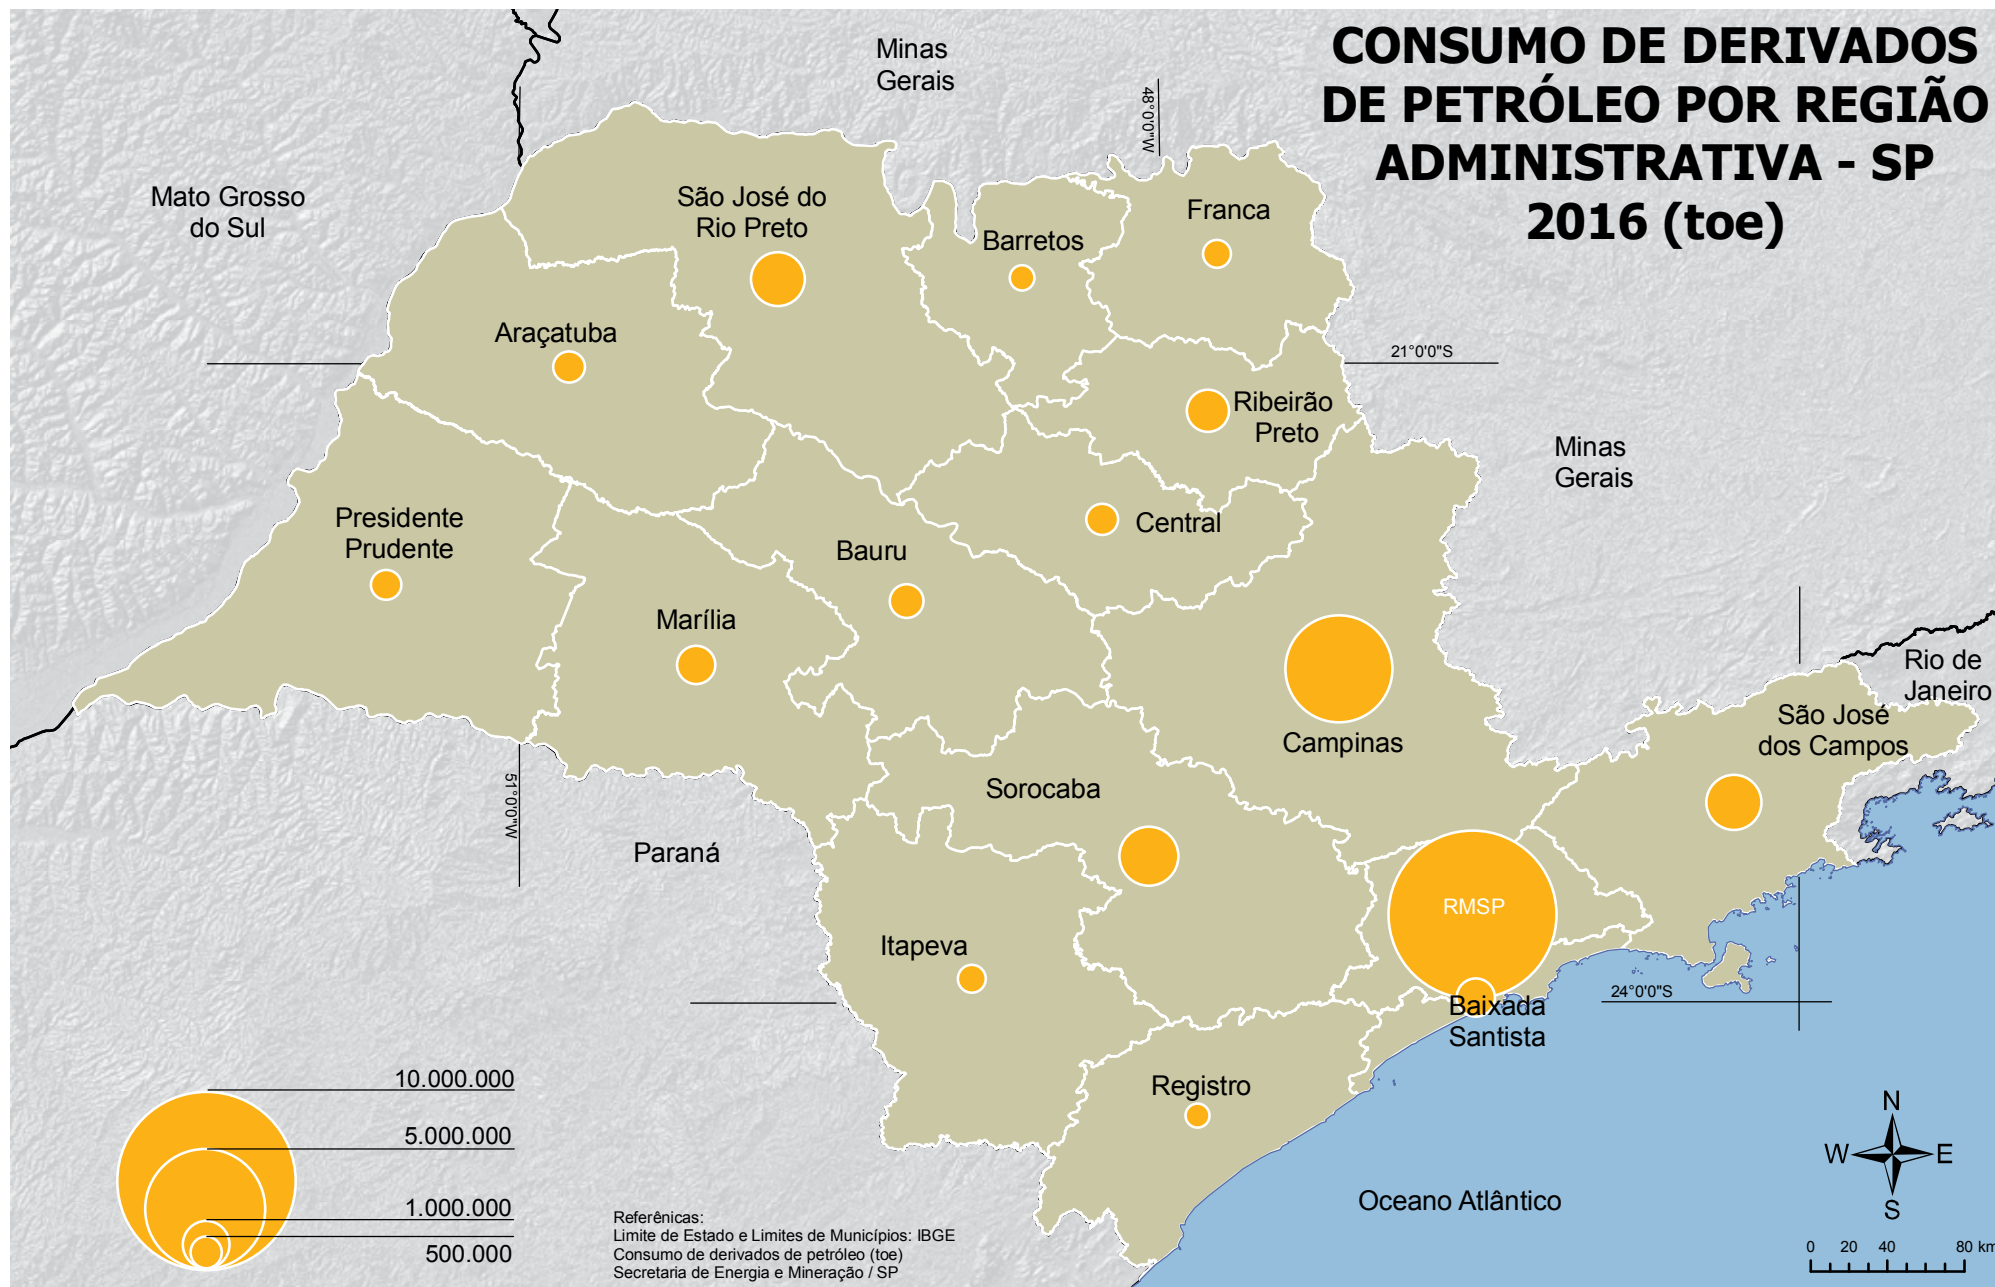 CONSUMO DE DERIVADOS
DE PETRÓLEO POR REGIÃO
ADMINISTRATIVA - SP
2016 (toe)
Minas
Gerais
48°0'0"W
Mato Grosso
do Sul
São José do
Rio Preto
Barretos
Franca
Araçatuba
21°0'0"S
Ribeirão
Preto
Minas
Gerais
Presidente
Prudente
Central
Bauru
Marília
Campinas
Rio de
Janeiro
São José
dos Campos
51°0'0"W
Sorocaba
Paraná
RMSP
Itapeva
24°0'0"S
Baixada
Santista
Registro
10.000.000
5.000.000
1.000.000
500.000
Oceano Atlântico
N
W
E
S
Referênicas:
Limite de Estado e Limites de Municípios: IBGE
Consumo de derivados de petróleo (toe)
Secretaria de Energia e Mineração / SP
0 20 40 80 km